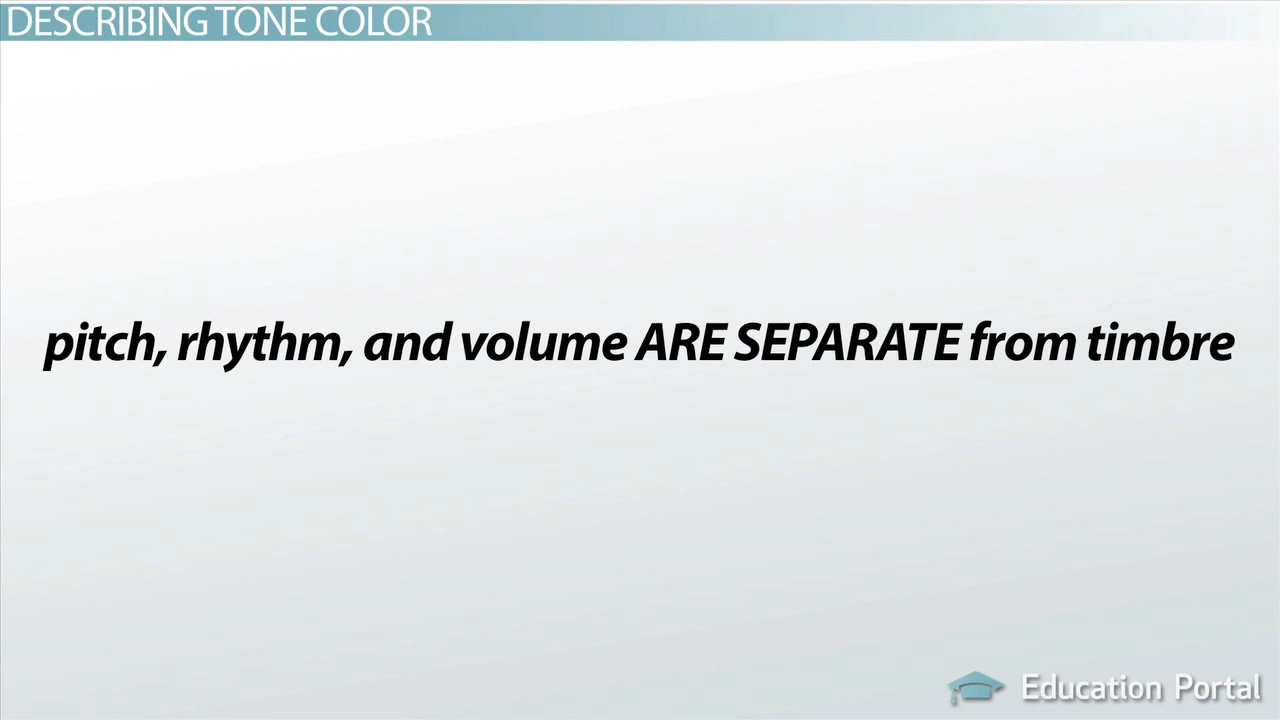 DESCRIBING TONE COLOR
pitch, rhythm, and volume ARE SEPARATE from timbre
Education Portal